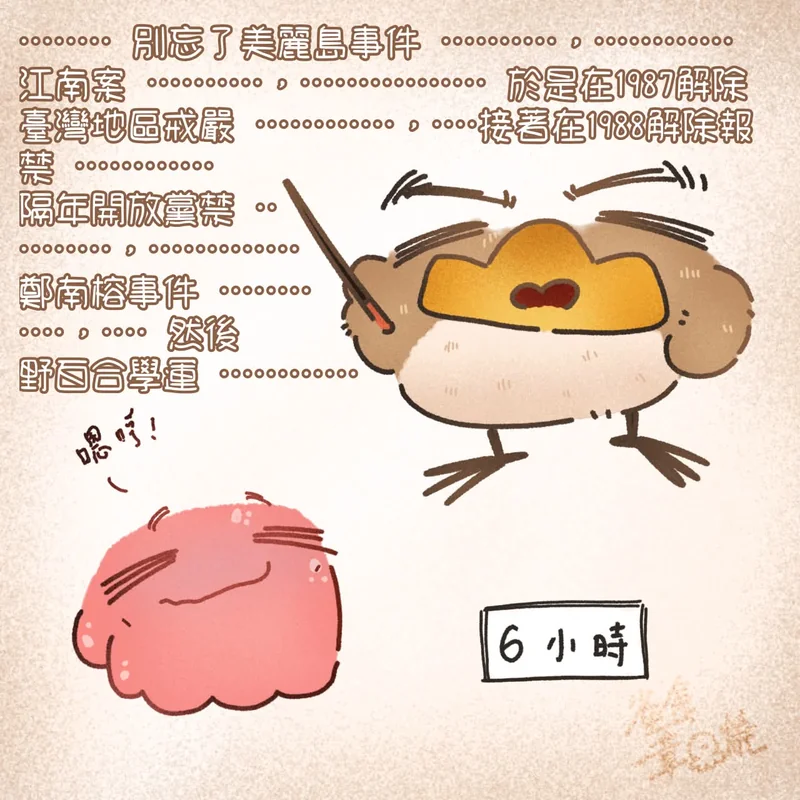 ........ 別忘了美麗島事件 .......... , ............
江南案 .......... , ................ 於是在1987解除
臺灣地區戒嚴 ............ , ....接著在1988解除報
禁 ............
隔年開放黨禁 ..
........ , .............
鄭南榕事件 ........
.... , .... 然後
野百合學運 ............
嗯哼!
6小時